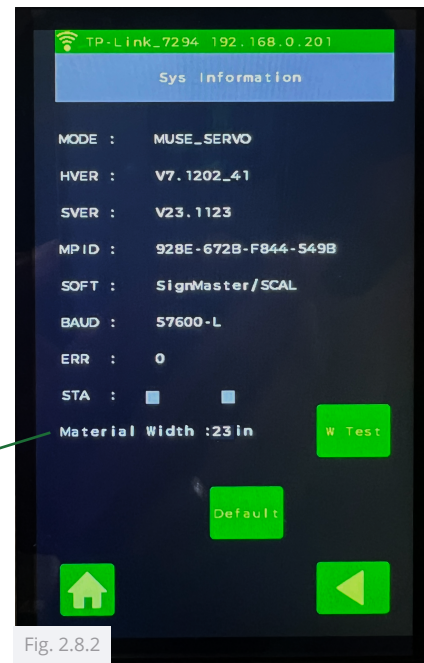 TP-Link_7294 192.168.0.201
Sys Information
MODE : MUSE_SERVO
HVER : V7.1202_41
SVER : V23.1123
MPID : 928E-672B-F844-549B
SOFT : SignMaster/SCAL
BAUD : 57600-L
ERR : 0
STA :
Material Width :23in
W Test
Default
Fig. 2.8.2